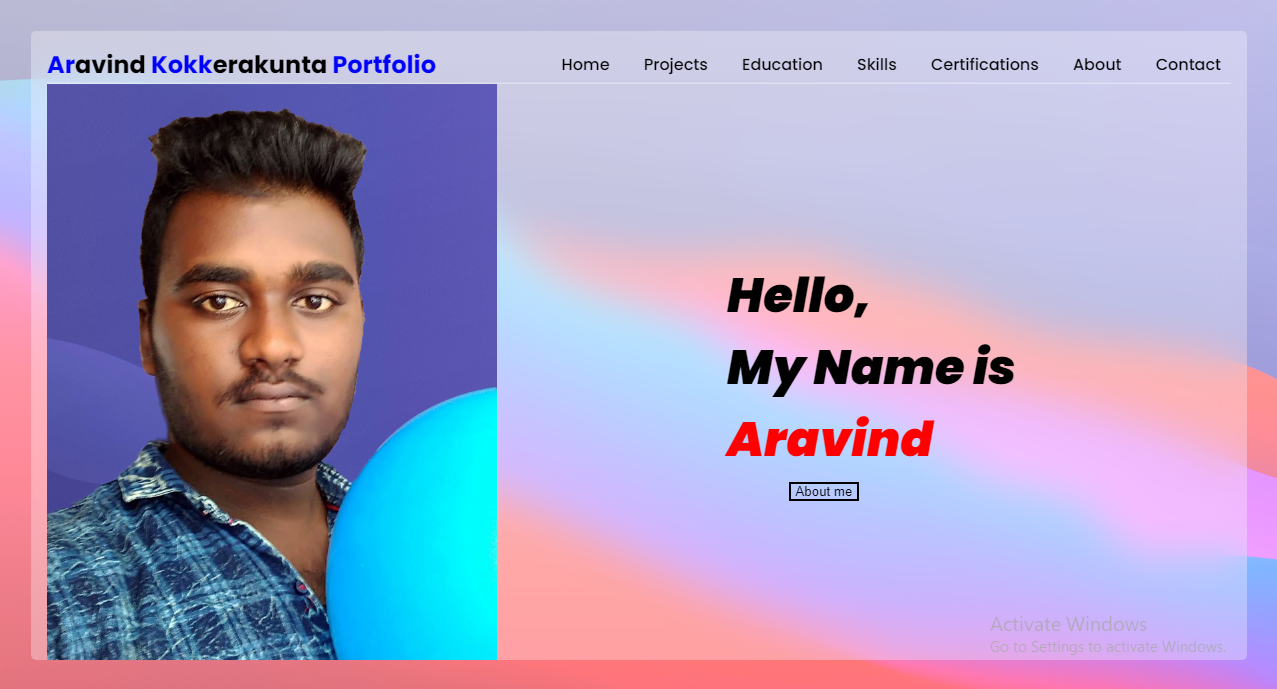 Aravind Kokkerakunta Portfolio
Home Projects Education Skills Certifications About Contact
Hello,
My Name is
Aravind
About me
Activate Windows
Go to Settings to activate Windows.